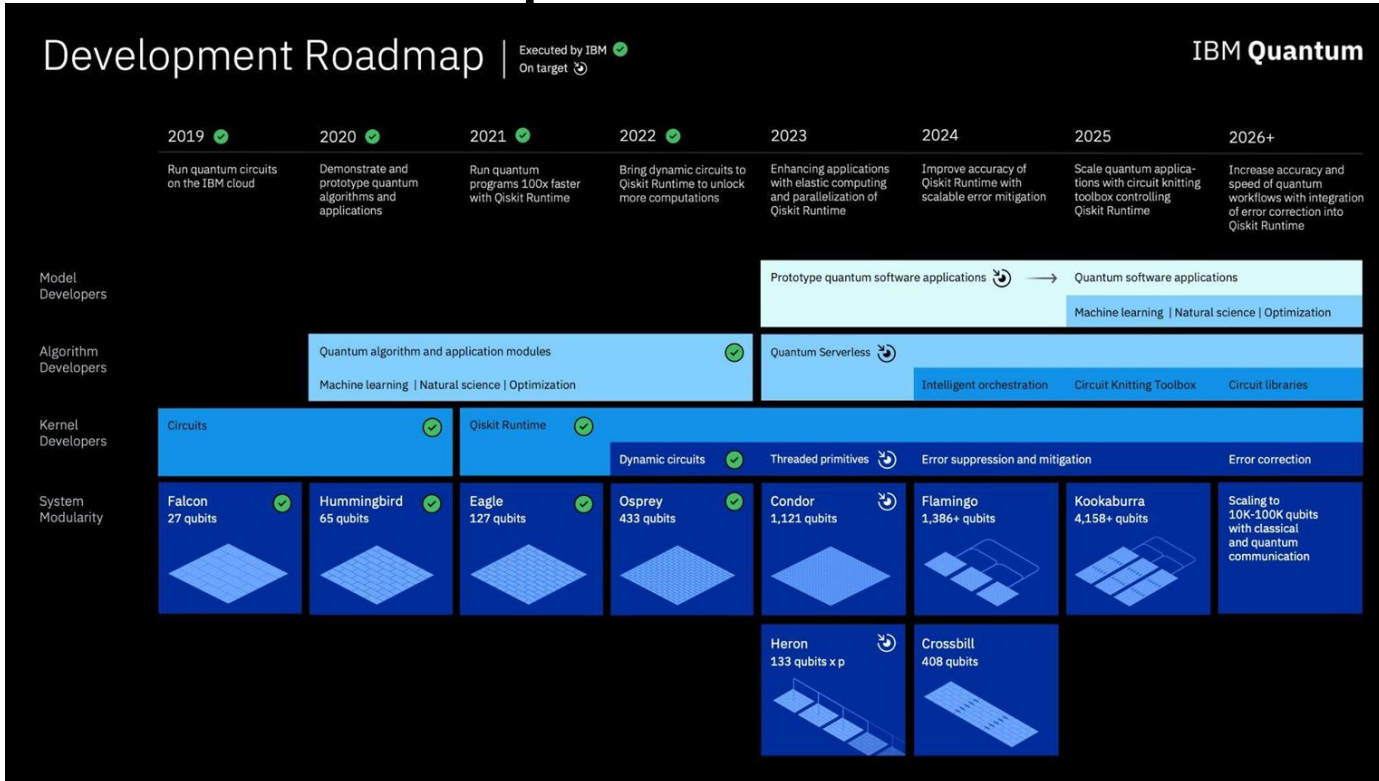 Development Roadmap
Executed by IBM
On target
IBM Quantum
2019
2020
2021
2022
2023
2024
2025
2026+
Run quantum circuits
on the IBM cloud
Demonstrate and
prototype quantum
algorithms and
applications
Run quantum
programs 100x faster
with Qiskit Runtime
Bring dynamic circuits to
Qiskit Runtime to unlock
more computations
Enhancing applications
with elastic computing
and parallelization of
Qiskit Runtime
Improve accuracy of
Qiskit Runtime with
scalable error mitigation
Scale quantum applica-
tions with circuit knitting
toolbox controlling
Qiskit Runtime
Increase accuracy and
speed of quantum
workflows with integration
of error correction into
Qiskit Runtime
Model
Developers
Prototype quantum software applications
Quantum software applications
Machine learning | Natural science | Optimization
Algorithm
Developers
Quantum algorithm and application modules
Machine learning | Natural science | Optimization
Quantum Serverless
Intelligent orchestration
Circuit Knitting Toolbox
Circuit libraries
Kernel
Developers
Circuits
Qiskit Runtime
Dynamic circuits
Threaded primitives
Error suppression and mitigation
Error correction
System
Modularity
Falcon
27 qubits
Hummingbird
65 qubits
Eagle
127 qubits
Osprey
433 qubits
Condor
1,121 qubits
Flamingo
1,386+ qubits
Kookaburra
4,158+ qubits
Scaling to
10K-100K qubits
with classical
and quantum
communication
Heron
133 qubits x p
Crossbill
408 qubits